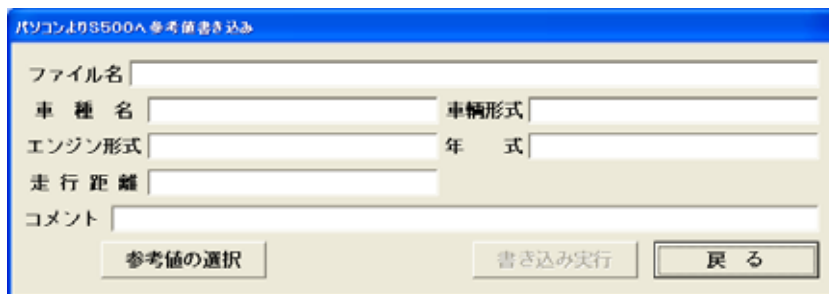 パソコンよりS500へ参考値書き込み
ファイル名
車 種 名 車輌形式
エンジン形式 年 式
走 行 距 離
コメント
参考値の選択 書き込み実行 戻 る